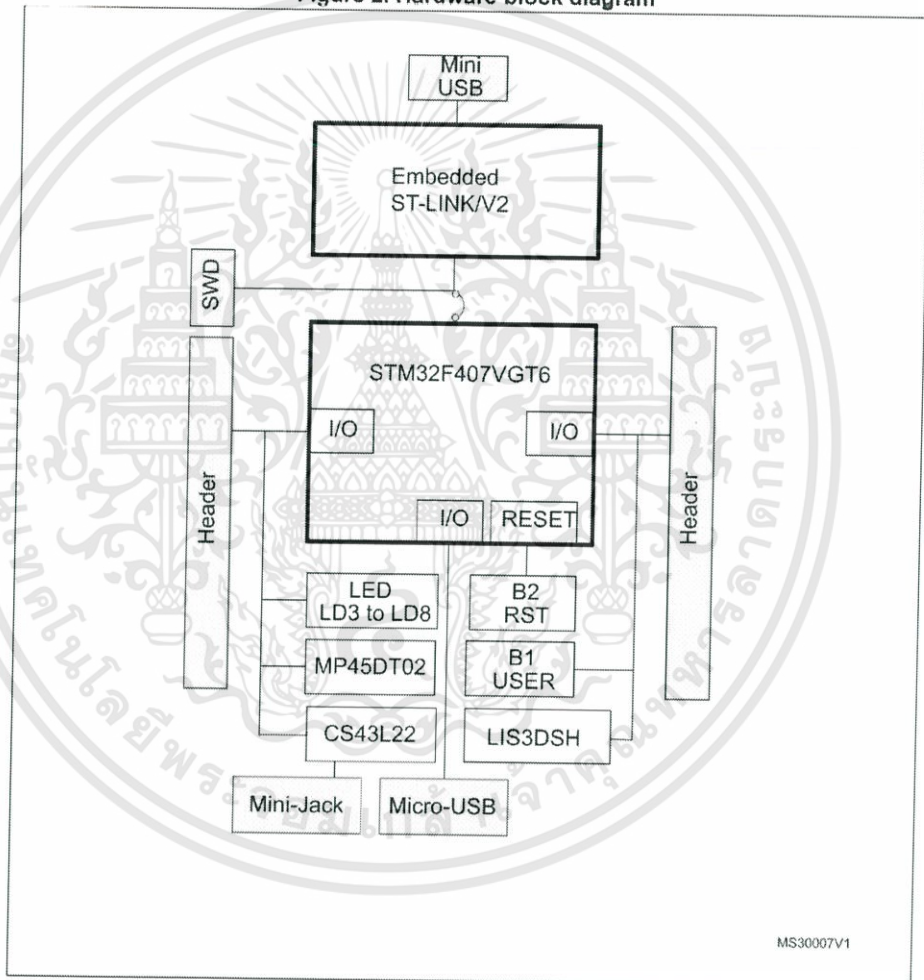 Figure 2. Hardware block diagram
Mini
USB
Embedded
ST-LINK/V2
SWD
STM32F407VGT6
I/O
I/O
Header
Header
I/O
RESET
LED
LD3 to LD8
B2
RST
MP45DT02
B1
USER
CS43L22
LIS3DSH
Mini-Jack
Micro-USB
MS30007V1